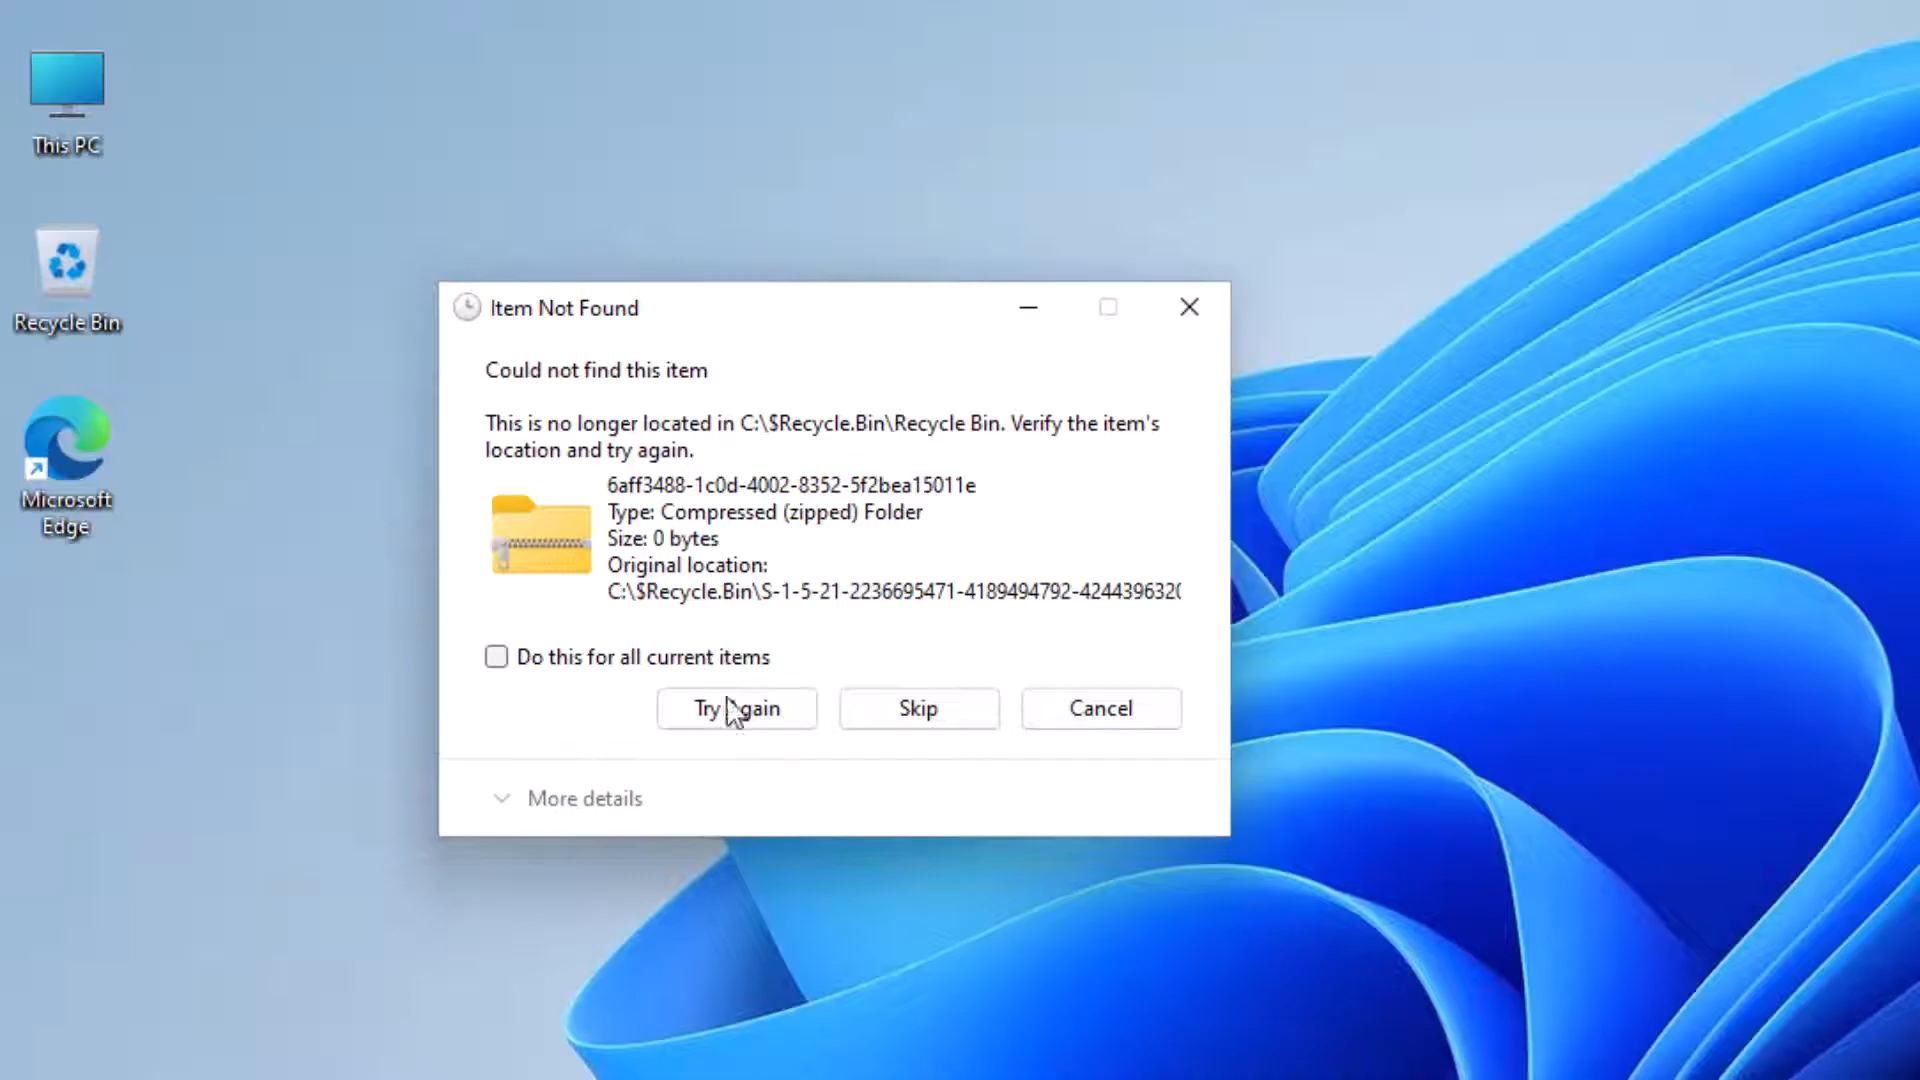 This PC
Recycle Bin
Microsoft
Edge
Item Not Found
Could not find this item
This is no longer located in C:\$Recycle.Bin\Recycle Bin. Verify the item's
location and try again.
6aff3488-1c0d-4002-8352-5f2bea15011e
Type: Compressed (zipped) Folder
Size: 0 bytes
Original location:
C:\$Recycle.Bin\S-1-5-21-2236695471-4189494792-424439632
Do this for all current items
Try Again
Skip
Cancel
More details